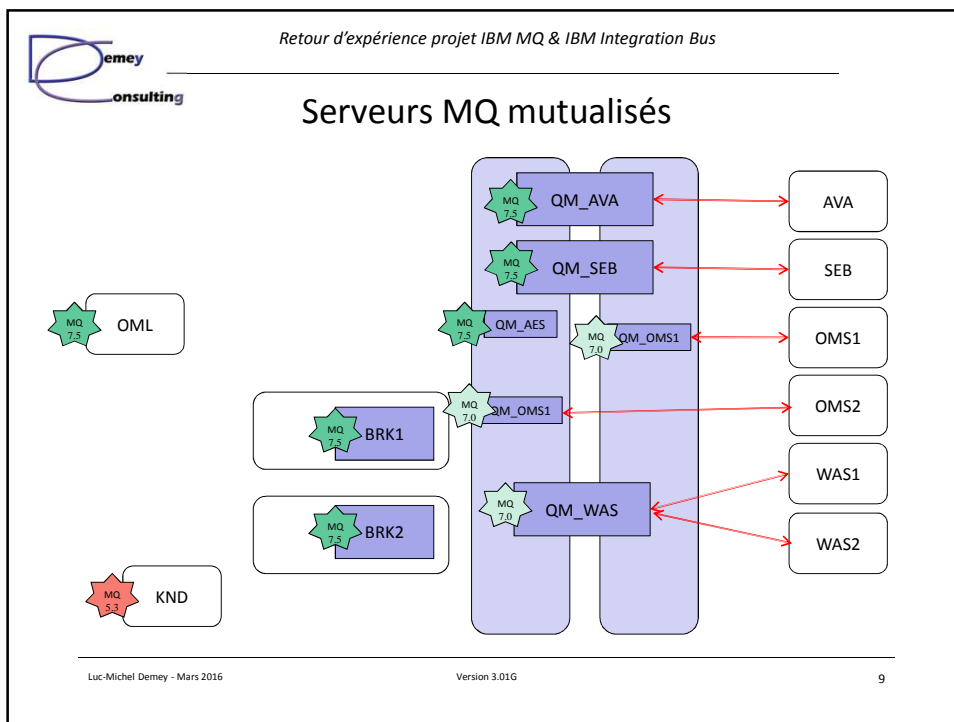 Retour d'expérience projet IBM MQ & IBM Integration Bus
Demey
Consulting
Serveurs MQ mutualisés
MQ
7.5
QM_AVA
AVA
MQ
7.5
QM_SEB
SEB
MQ
7.5
OML
MQ
7.5
QM_AES
MQ
7.0
QM_OMS1
OMS1
MQ
7.0
QM_OMS1
OMS2
MQ
7.5
BRK1
WAS1
MQ
7.0
QM_WAS
MQ
7.5
BRK2
WAS2
MQ
5.3
KND
Luc-Michel Demey - Mars 2016
Version 3.01G
9